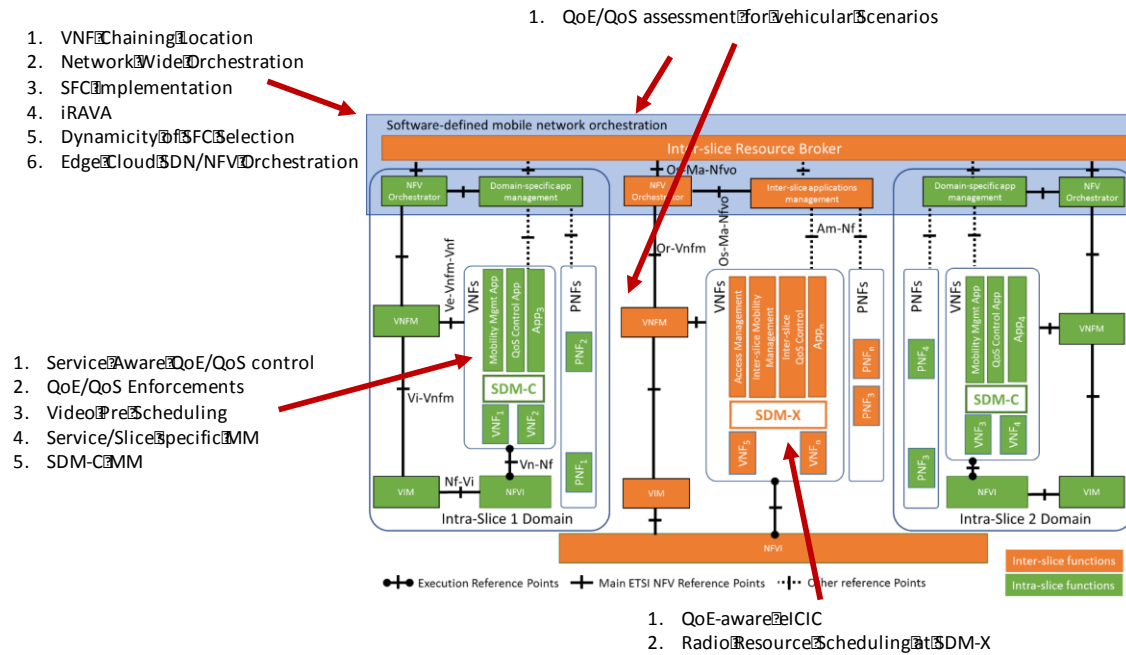 1. QoE/QoS assessment for vehicular Scenarios
1. VNF Chaining Location
2. Network Wide Orchestration
3. SFC Implementation
4. iRAVA
5. Dynamicity of SFC Selection
6. Edge Cloud SDN/NFV Orchestration
Software-defined mobile network orchestration
Inter-slice Resource Broker
Os-Ma-Nfvo
NFV
Orchestrator
Domain-specific app
management
NFV
Orchestrator
Inter-slice applications
management
Domain-specific app
management
NFV
Orchestrator
Ve-Vnfm-Vnf
Or-Vnfm
Os-Ma-Nfvo
Am-Nf
VNFs
Mobility Mgmt App
QoS Control App
App3
PNFs
PNF2
PNF1
SDM-C
VNF1
VNF2
VNFM
Vi-Vnfm
Vn-Nf
Nf-Vi
VIM
NFVI
Intra-Slice 1 Domain
VNFM
VIM
VNFs
Access Management
Inter-slice Mobility
Management
Inter-slice
QoS Control
Appn
SDM-X
VNF5
VNFn
PNFs
PNFn
PNF3
NFVI
PNFs
PNF4
PNF3
VNFs
Mobility Mgmt App
QoS Control App
App4
SDM-C
VNF3
VNF4
VNFM
NFVI
VIM
Intra-Slice 2 Domain
1. Service Aware QoE/QoS control
2. QoE/QoS Enforcements
3. Video Pre Scheduling
4. Service/Slice specific MM
5. SDM-C MM
Execution Reference Points
Main ETSI NFV Reference Points
Other reference Points
Inter-slice functions
Intra-slice functions
1. QoE-aware eICIC
2. Radio Resource Scheduling at SDM-X